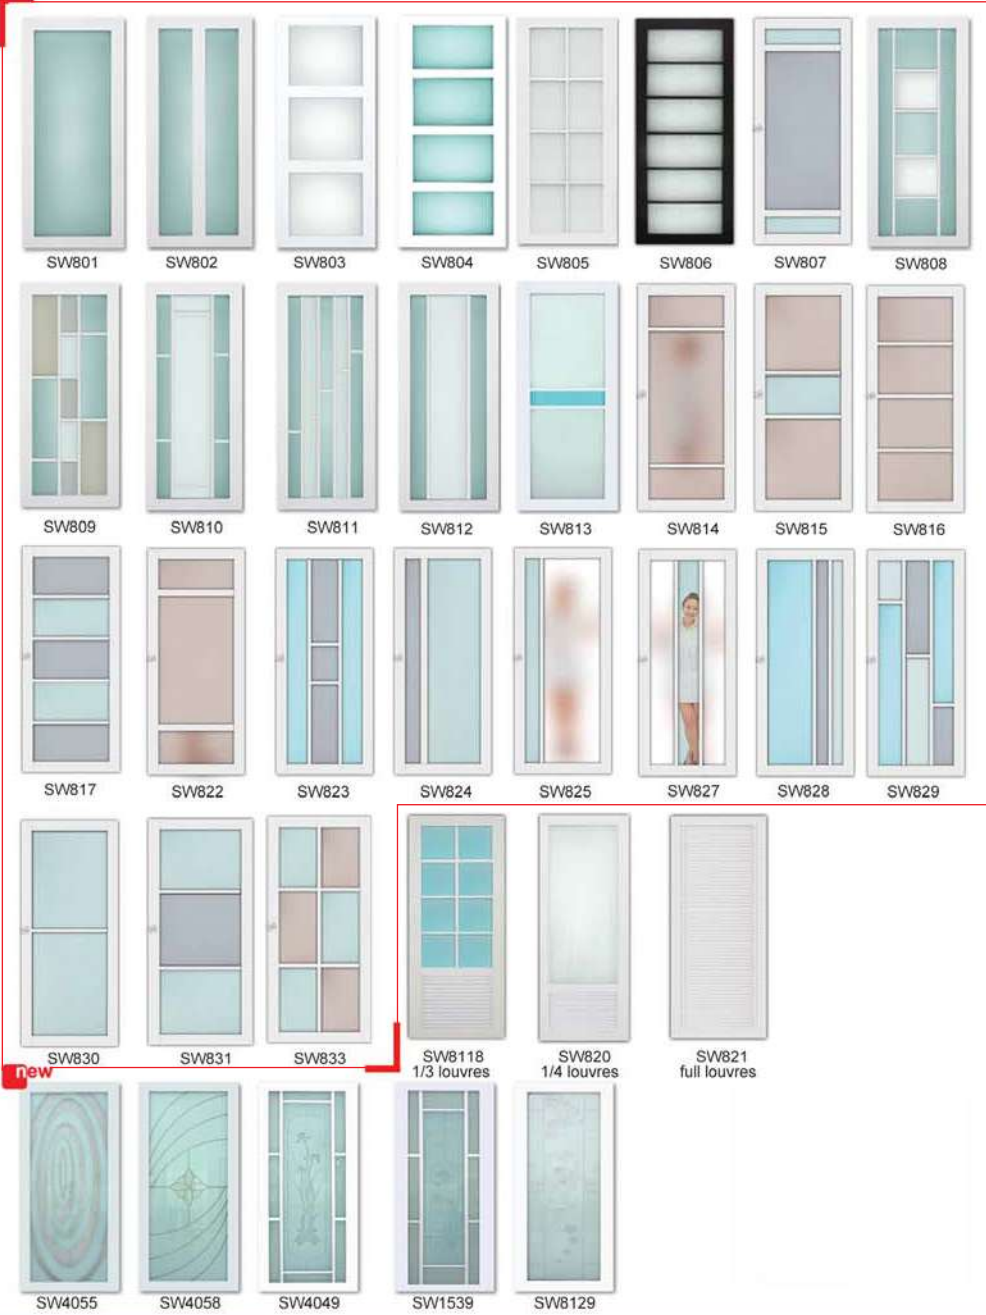 SW801 SW802 SW803 SW804 SW805 SW806 SW807 SW808
SW809 SW810 SW811 SW812 SW813 SW814 SW815 SW816
SW817 SW822 SW823 SW824 SW825 SW827 SW828 SW829
SW830 SW831 SW833 SW8118 SW820 SW821
1/3 louvres 1/4 louvres full louvres
new
SW4055 SW4058 SW4049 SW1539 SW8129